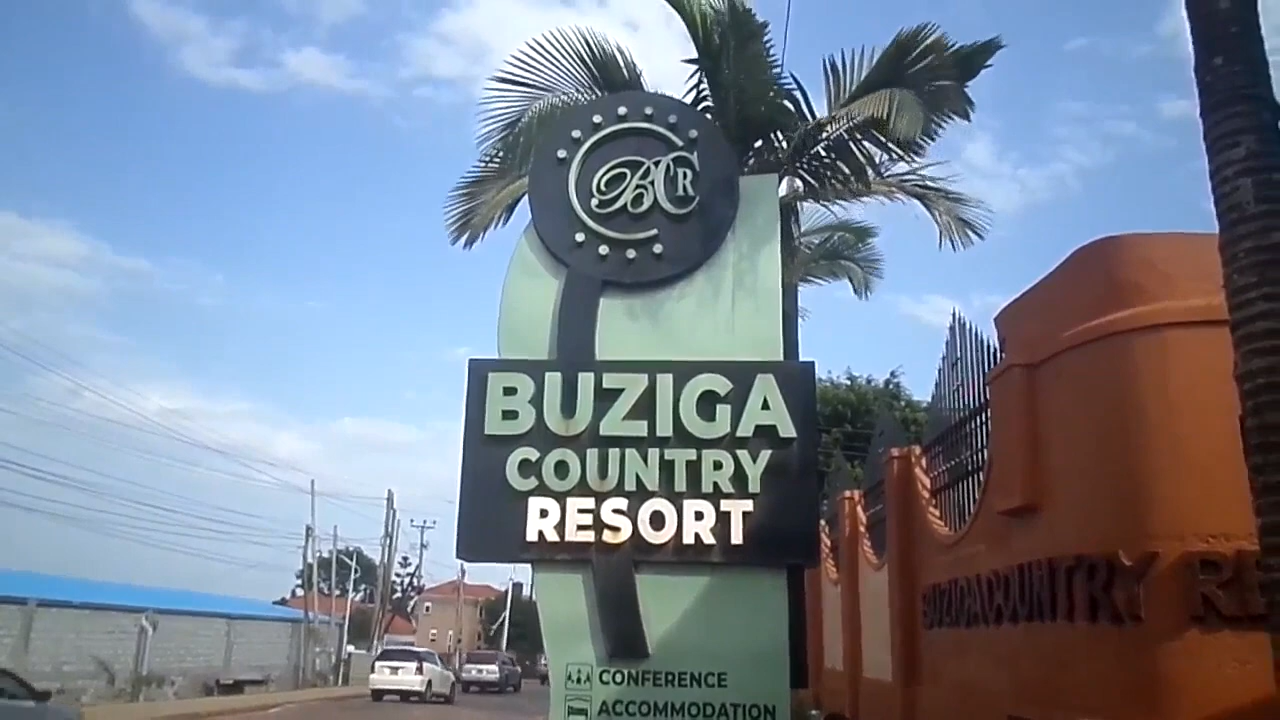 BCR
BUZIGA
COUNTRY
RESORT
CONFERENCE
ACCOMMODATION
BUZIGA COUNTRY RE